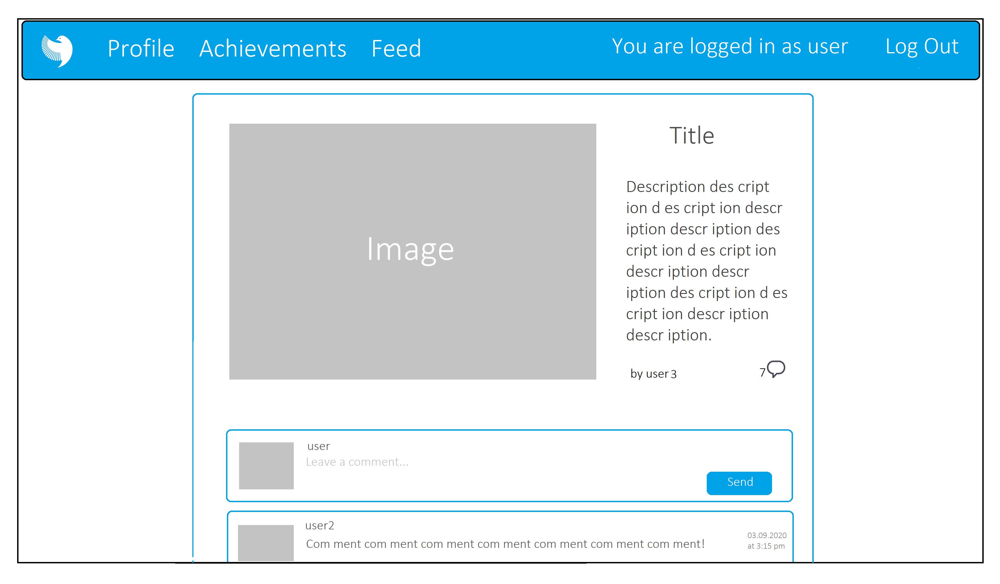 Profile Achievements Feed You are logged in as user Log Out
Image
Title
Description des cript
ion d es cript ion descr
iption descr iption des
cript ion d es cript ion
descr iption descr
iption des cript ion d es
cript ion descr iption
descr iption.
by user 3 7
user
Leave a comment...
Send
user2
Com ment com ment com ment com ment com ment com ment com ment!
03.09.2020
at 3:15 pm